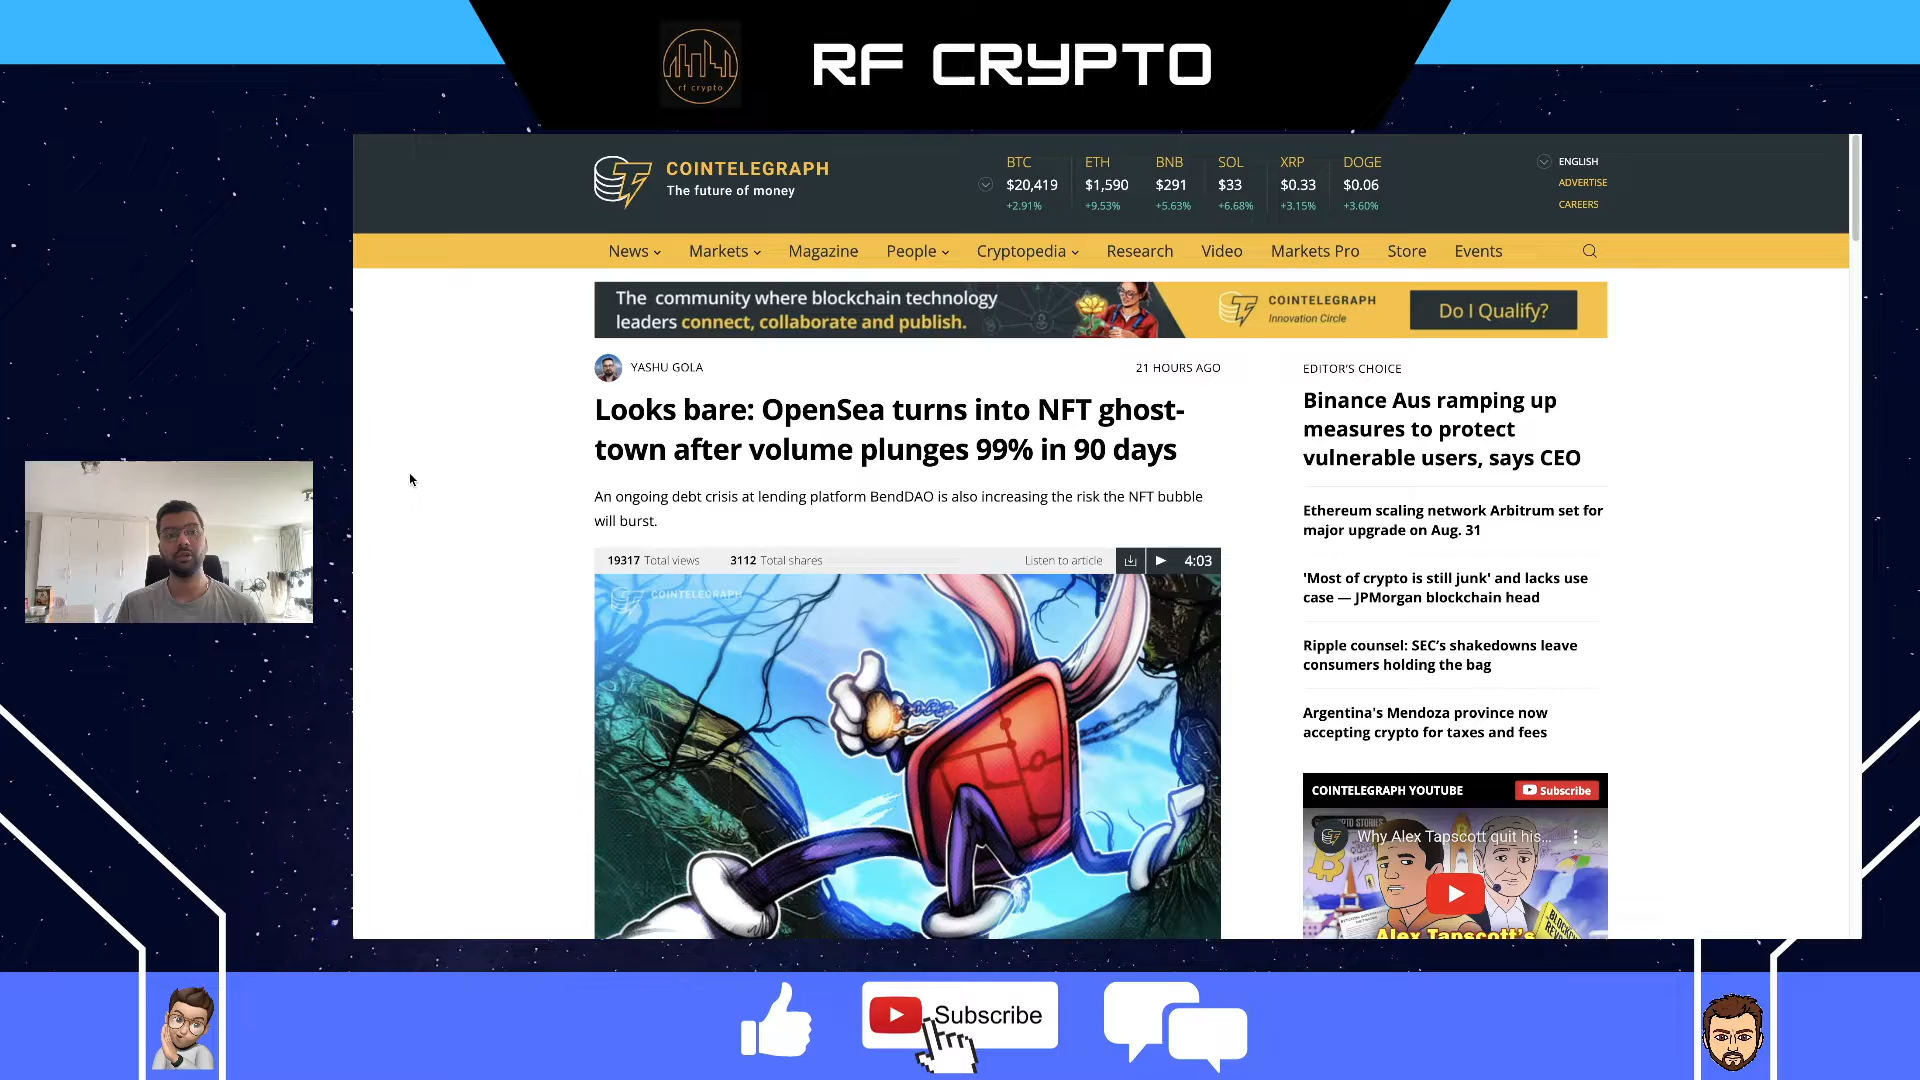 rf crypto
RF CRYPTO
COINTELEGRAPH
The future of money
BTC ETH BNB SOL XRP DOGE
$20,419 $1,590 $291 $33 $0.33 $0.06
+2.91% +9.53% +5.63% +6.68% +3.15% +3.60%
ENGLISH
ADVERTISE
CAREERS
News Markets Magazine People Cryptopedia Research Video Markets Pro Store Events
The community where blockchain technology
leaders connect, collaborate and publish.
COINTELEGRAPH
Innovation Circle
Do I Qualify?
YASHU GOLA
21 HOURS AGO
Looks bare: OpenSea turns into NFT ghost-
town after volume plunges 99% in 90 days
An ongoing debt crisis at lending platform BendDAO is also increasing the risk the NFT bubble
will burst.
19317 Total views 3112 Total shares Listen to article 4:03
COINTELEGRAPH
EDITOR'S CHOICE
Binance Aus ramping up
measures to protect
vulnerable users, says CEO
Ethereum scaling network Arbitrum set for
major upgrade on Aug. 31
'Most of crypto is still junk' and lacks use
case — JPMorgan blockchain head
Ripple counsel: SEC’s shakedowns leave
consumers holding the bag
Argentina's Mendoza province now
accepting crypto for taxes and fees
COINTELEGRAPH YOUTUBE
Subscribe
Why Alex Tapscott quit his...
Alex Tapscott's
Subscribe